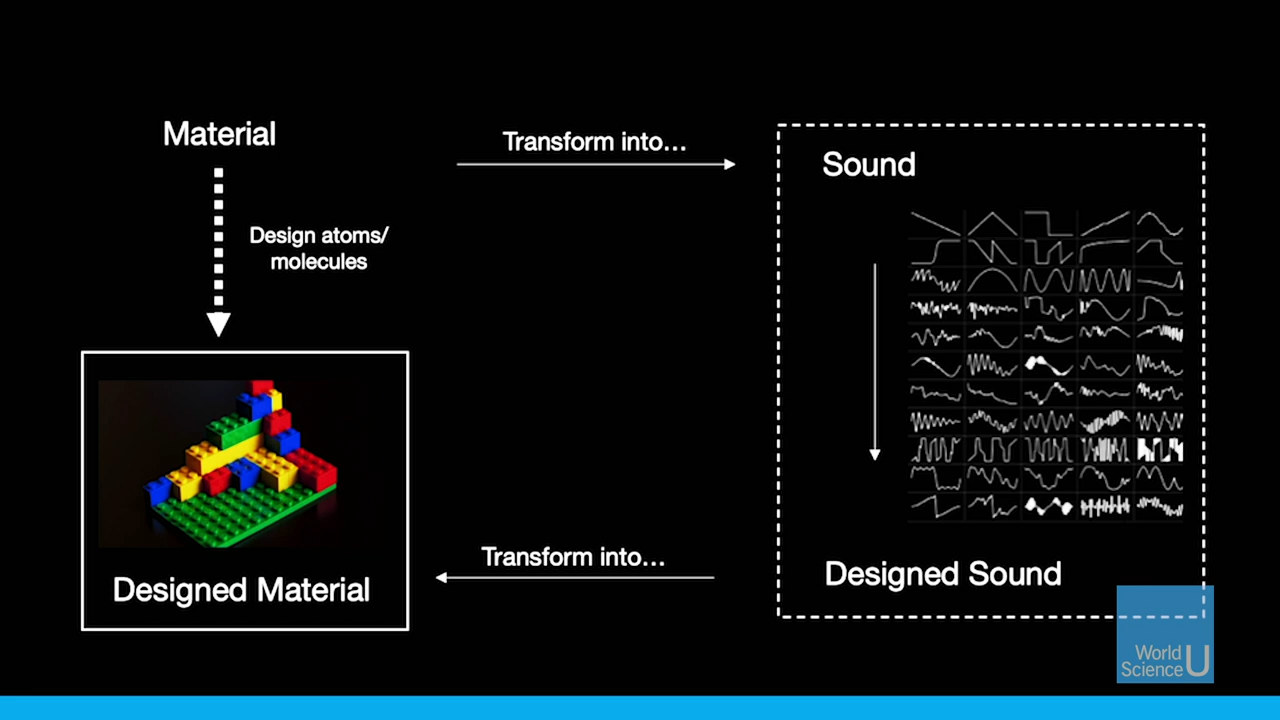 Material
Transform into...
Sound
Design atoms/
molecules
Transform into...
Designed Material
Designed Sound
World
Science U